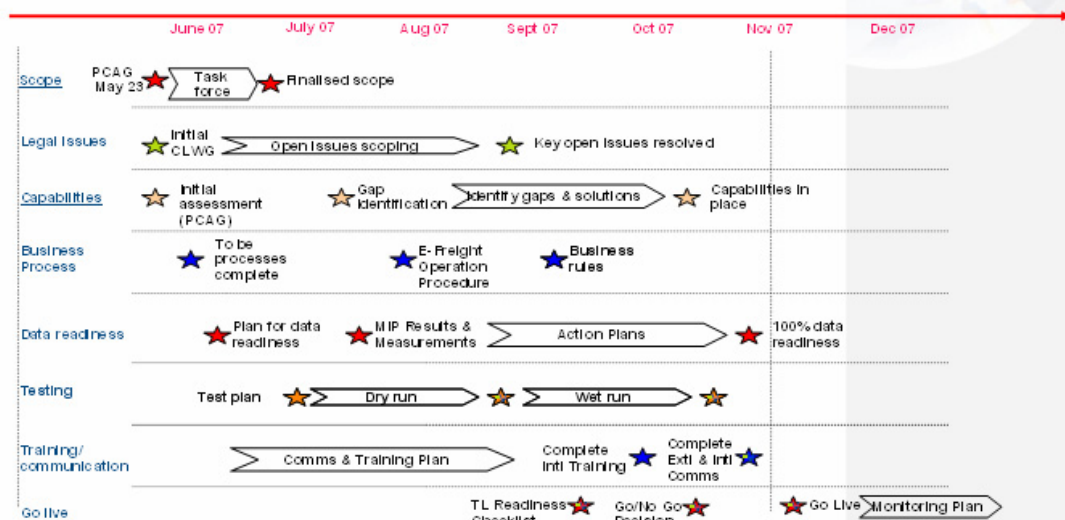 June 07 July 07 Aug 07 Sept 07 Oct 07 Nov 07 Dec 07
Scope
PCAG
May 23
Task
force
Finalised scope
Legal Issues
Initial
CLWG
Open Issues scoping
Key open Issues resolved
Capabilities
Initial
assessment
(PCAG)
Gap
Identification
Identify gaps & solutions
Capabilities in
place
Business
Process
To be
processes
complete
E-Freight
Operation
Procedure
Business
rules
Data readiness
Plan for data
readiness
MIP Results &
Measurements
Action Plans
100% data
readiness
Testing
Test plan
Dry run
Wet run
Training/
communication
Comms & Training Plan
Complete
Intl Training
Complete
Extl & Intl
Comms
Go live
TL Readiness
Checklist
Go/No Go
Decision
Go Live
Monitoring Plan